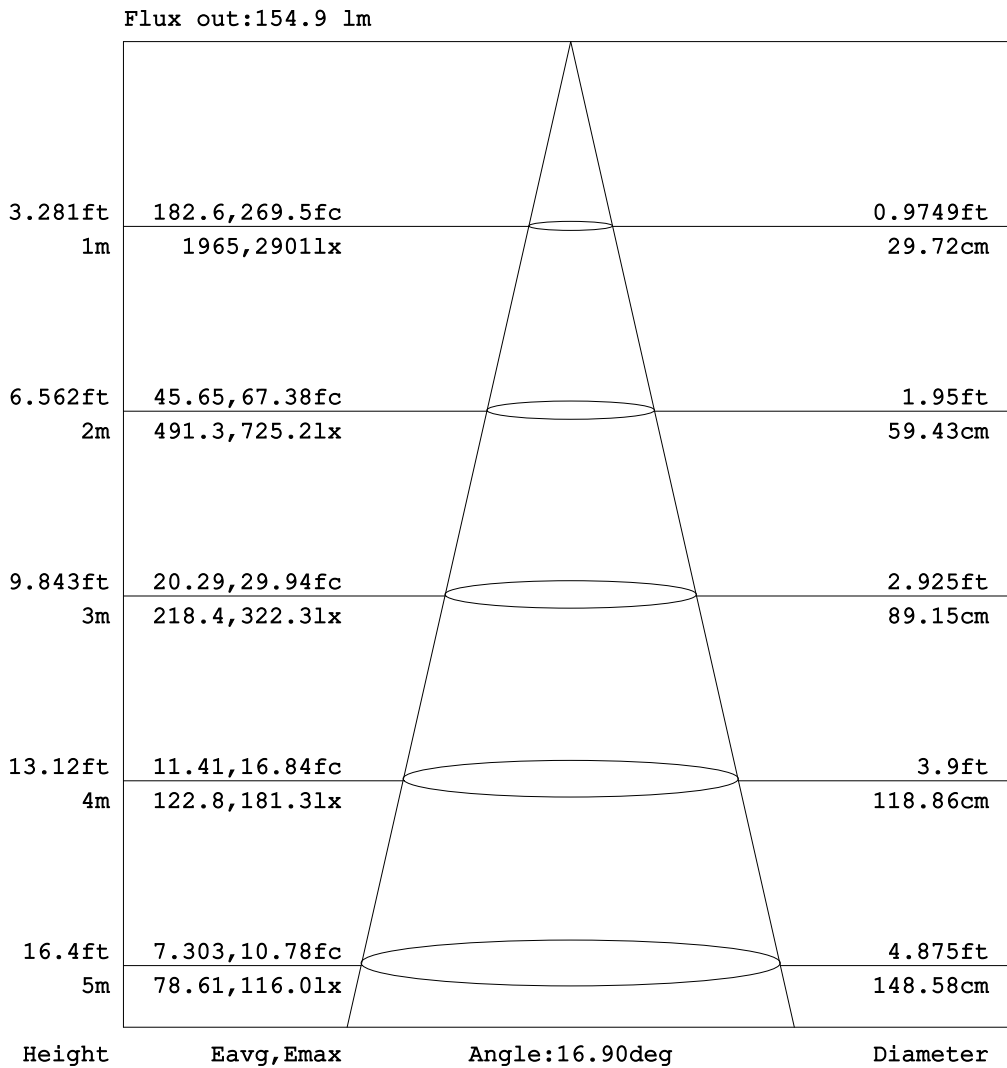 Flux out:154.9 lm
3.281ft 182.6,269.5fc 0.9749ft
1m 1965,2901lx 29.72cm
6.562ft 45.65,67.38fc 1.95ft
2m 491.3,725.2lx 59.43cm
9.843ft 20.29,29.94fc 2.925ft
3m 218.4,322.3lx 89.15cm
13.12ft 11.41,16.84fc 3.9ft
4m 122.8,181.3lx 118.86cm
16.4ft 7.303,10.78fc 4.875ft
5m 78.61,116.0lx 148.58cm
Height Eavg,Emax Angle:16.90deg Diameter